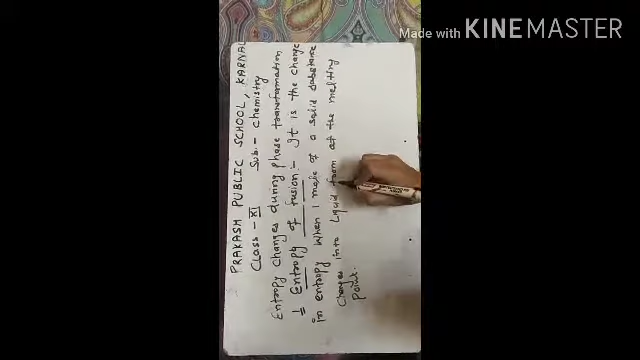 Made with KINEMASTER
PRAKASH PUBLIC SCHOOL, KARNAL
Class - XI Sub:- Chemistry
Entropy Changes during phase transformation
= Entropy of fusion:- It is the change
in entropy when 1 mole of a solid substance
Changes into Liquid from at the melting
Point.